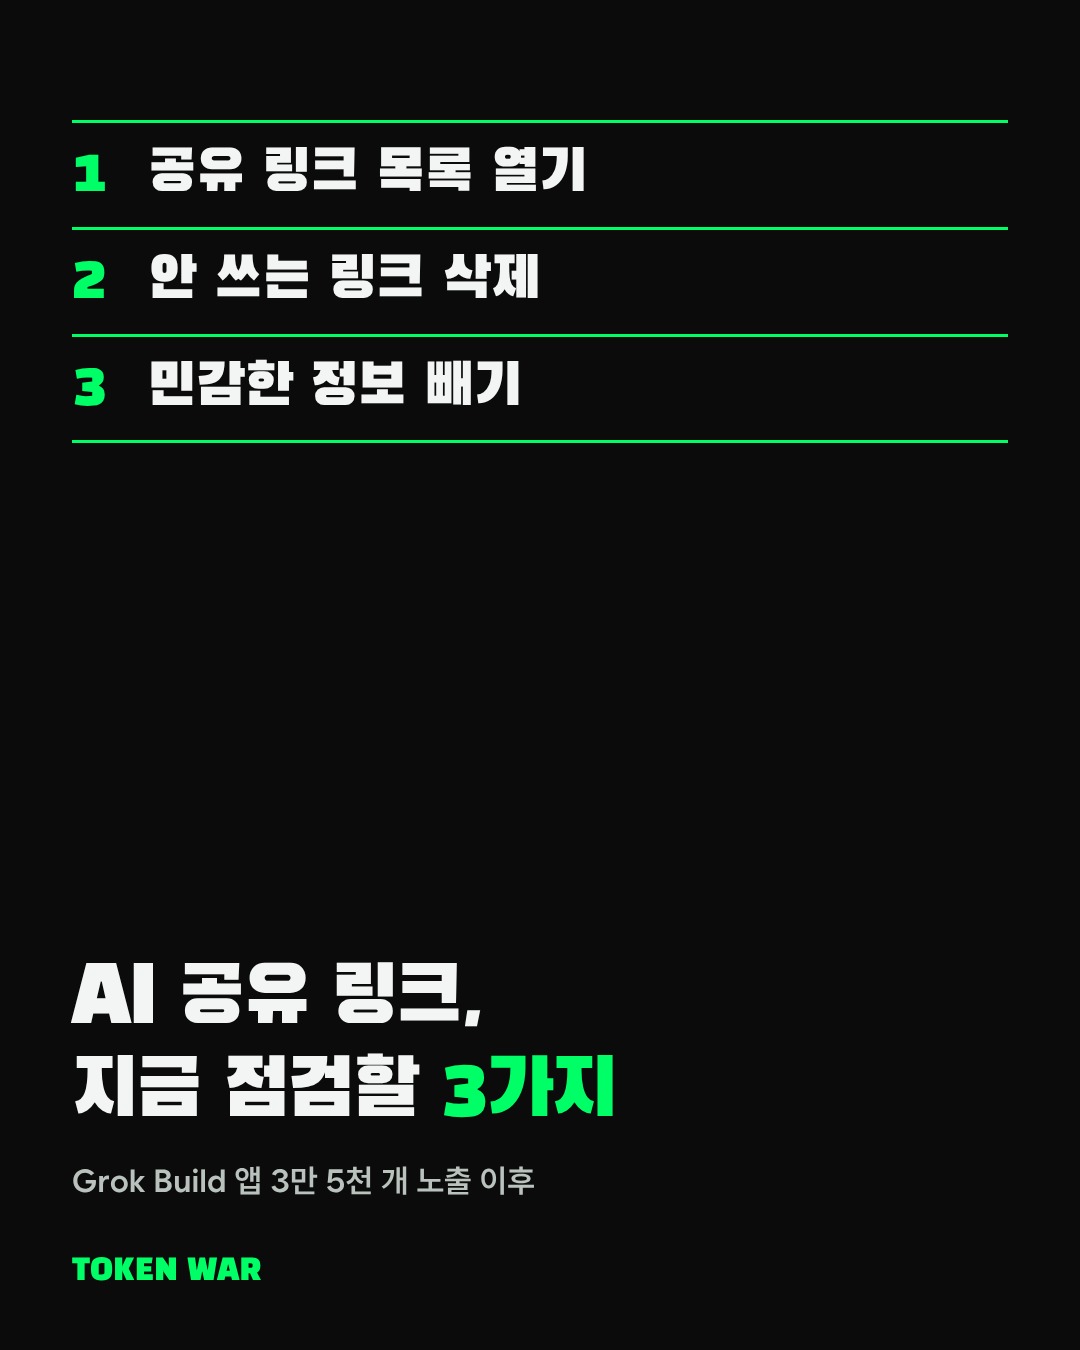 1 공유 링크 목록 열기
2 안 쓰는 링크 삭제
3 민감한 정보 빼기
AI 공유 링크,
지금 점검할 3가지
Grok Build 앱 3만 5천 개 노출 이후
TOKEN WAR